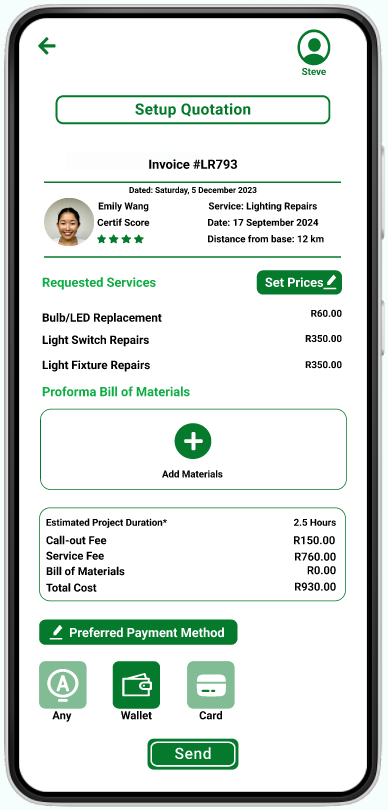 Steve
Setup Quotation
Invoice #LR793
Dated: Saturday, 5 December 2023
Emily Wang
Service: Lighting Repairs
Certif Score
Date: 17 September 2024
Distance from base: 12 km
Requested Services
Set Prices
Bulb/LED Replacement R60.00
Light Switch Repairs R350.00
Light Fixture Repairs R350.00
Proforma Bill of Materials
Add Materials
Estimated Project Duration* 2.5 Hours
Call-out Fee R150.00
Service Fee R760.00
Bill of Materials R0.00
Total Cost R930.00
Preferred Payment Method
A
Any Wallet Card
Send